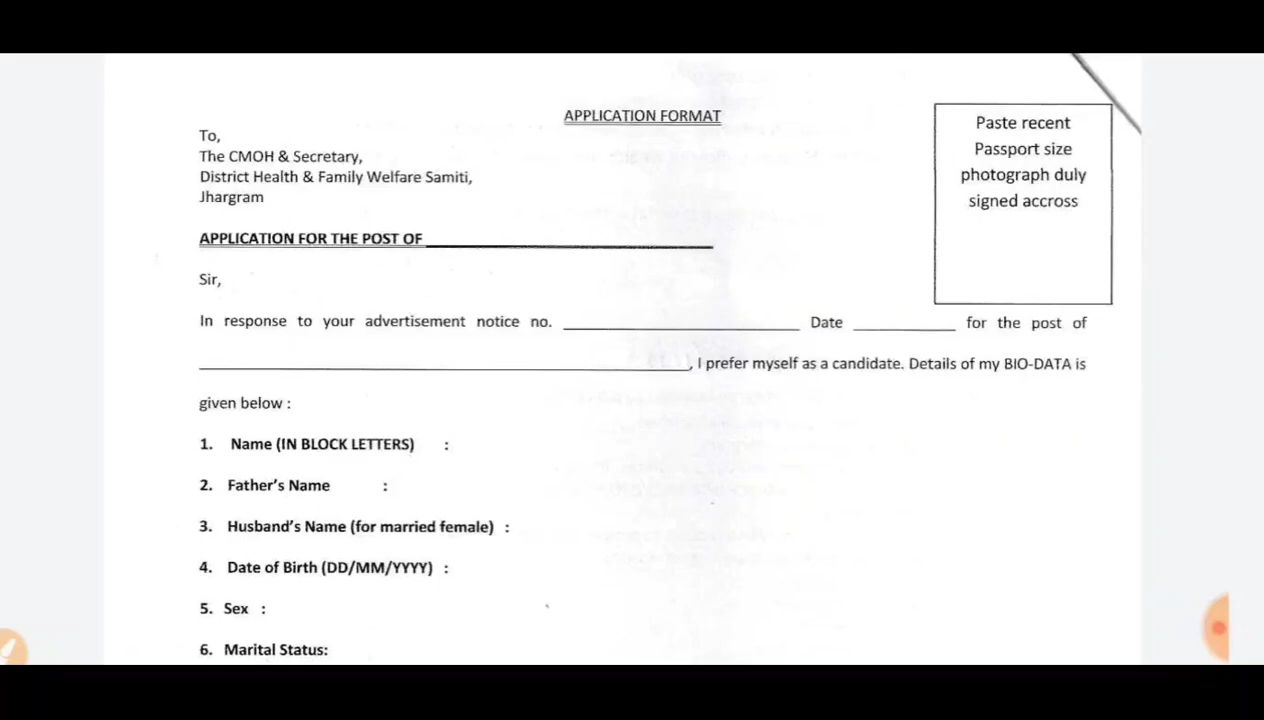 APPLICATION FORMAT
To,
The CMOH & Secretary,
District Health & Family Welfare Samiti,
Jhargram
Paste recent
Passport size
photograph duly
signed accross
APPLICATION FOR THE POST OF
Sir,
In response to your advertisement notice no. ____________ Date ________ for the post of
____________, I prefer myself as a candidate. Details of my BIO-DATA is
given below :
1. Name (IN BLOCK LETTERS) :
2. Father's Name :
3. Husband's Name (for married female) :
4. Date of Birth (DD/MM/YYYY) :
5. Sex :
6. Marital Status: